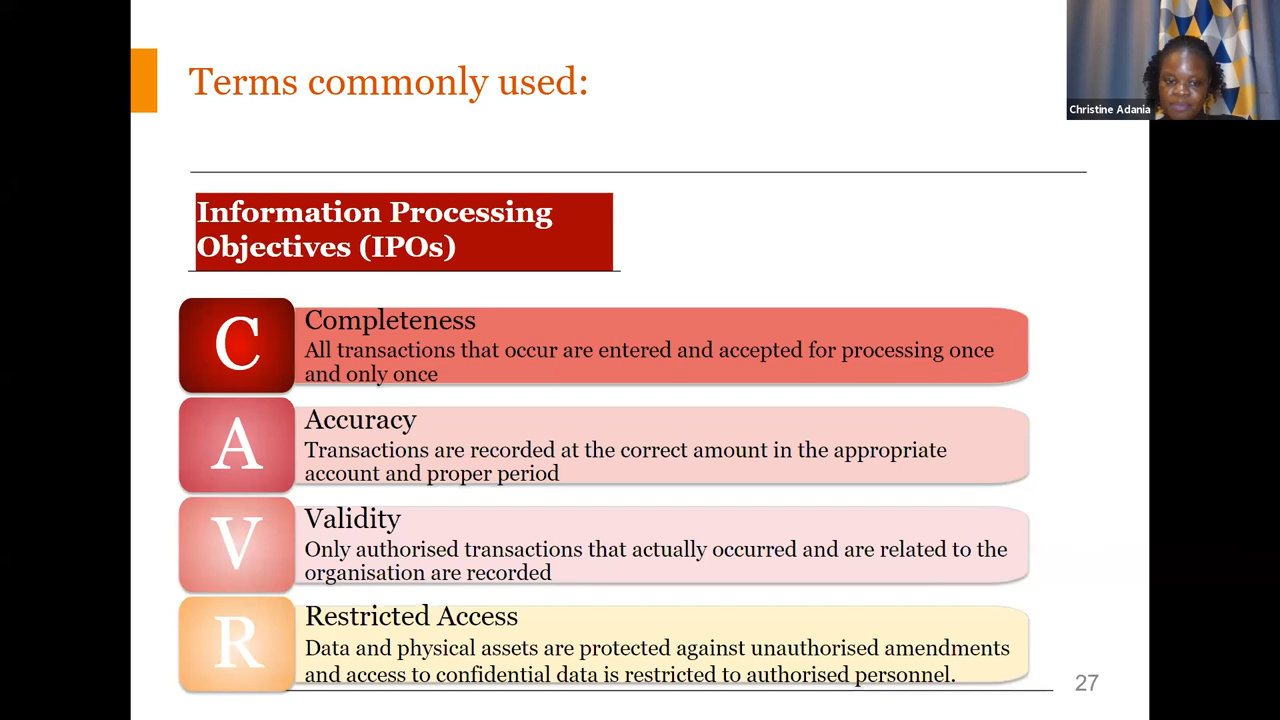 Terms commonly used:
Christine Adania
Information Processing
Objectives (IPOs)
C
Completeness
All transactions that occur are entered and accepted for processing once
and only once
A
Accuracy
Transactions are recorded at the correct amount in the appropriate
account and proper period
V
Validity
Only authorised transactions that actually occurred and are related to the
organisation are recorded
R
Restricted Access
Data and physical assets are protected against unauthorised amendments
and access to confidential data is restricted to authorised personnel.
27